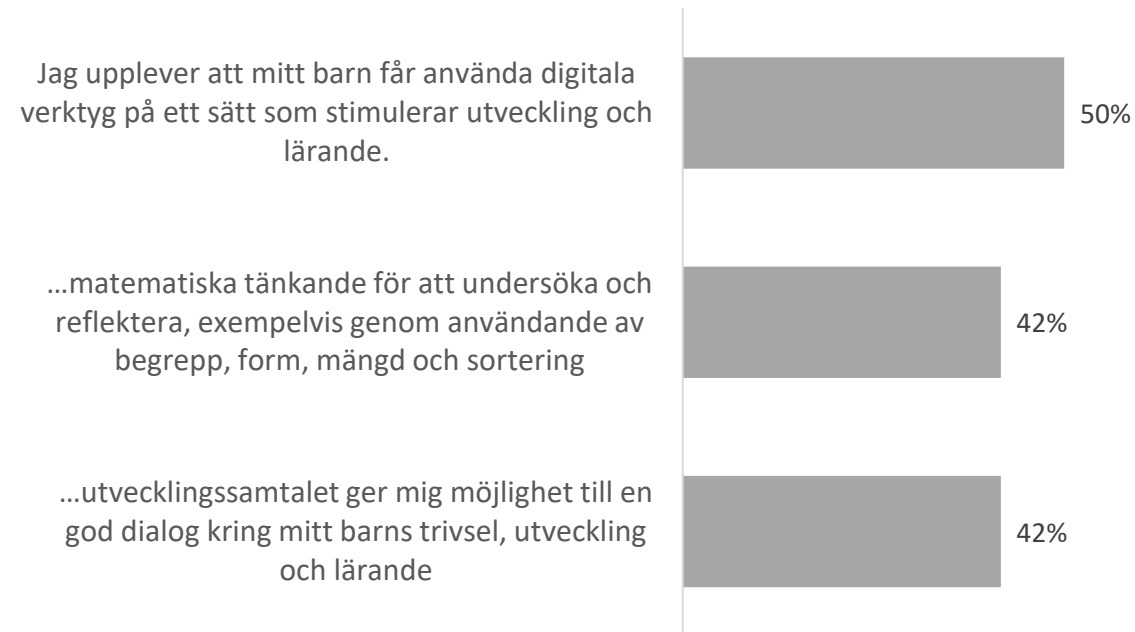 Jag upplever att mitt barn får använda digitala
verktyg på ett sätt som stimulerar utveckling och
lärande.
50%
…matematiska tänkande för att undersöka och
reflektera, exempelvis genom användande av
begrepp, form, mängd och sortering
42%
…utvecklingssamtalet ger mig möjlighet till en
god dialog kring mitt barns trivsel, utveckling
och lärande
42%